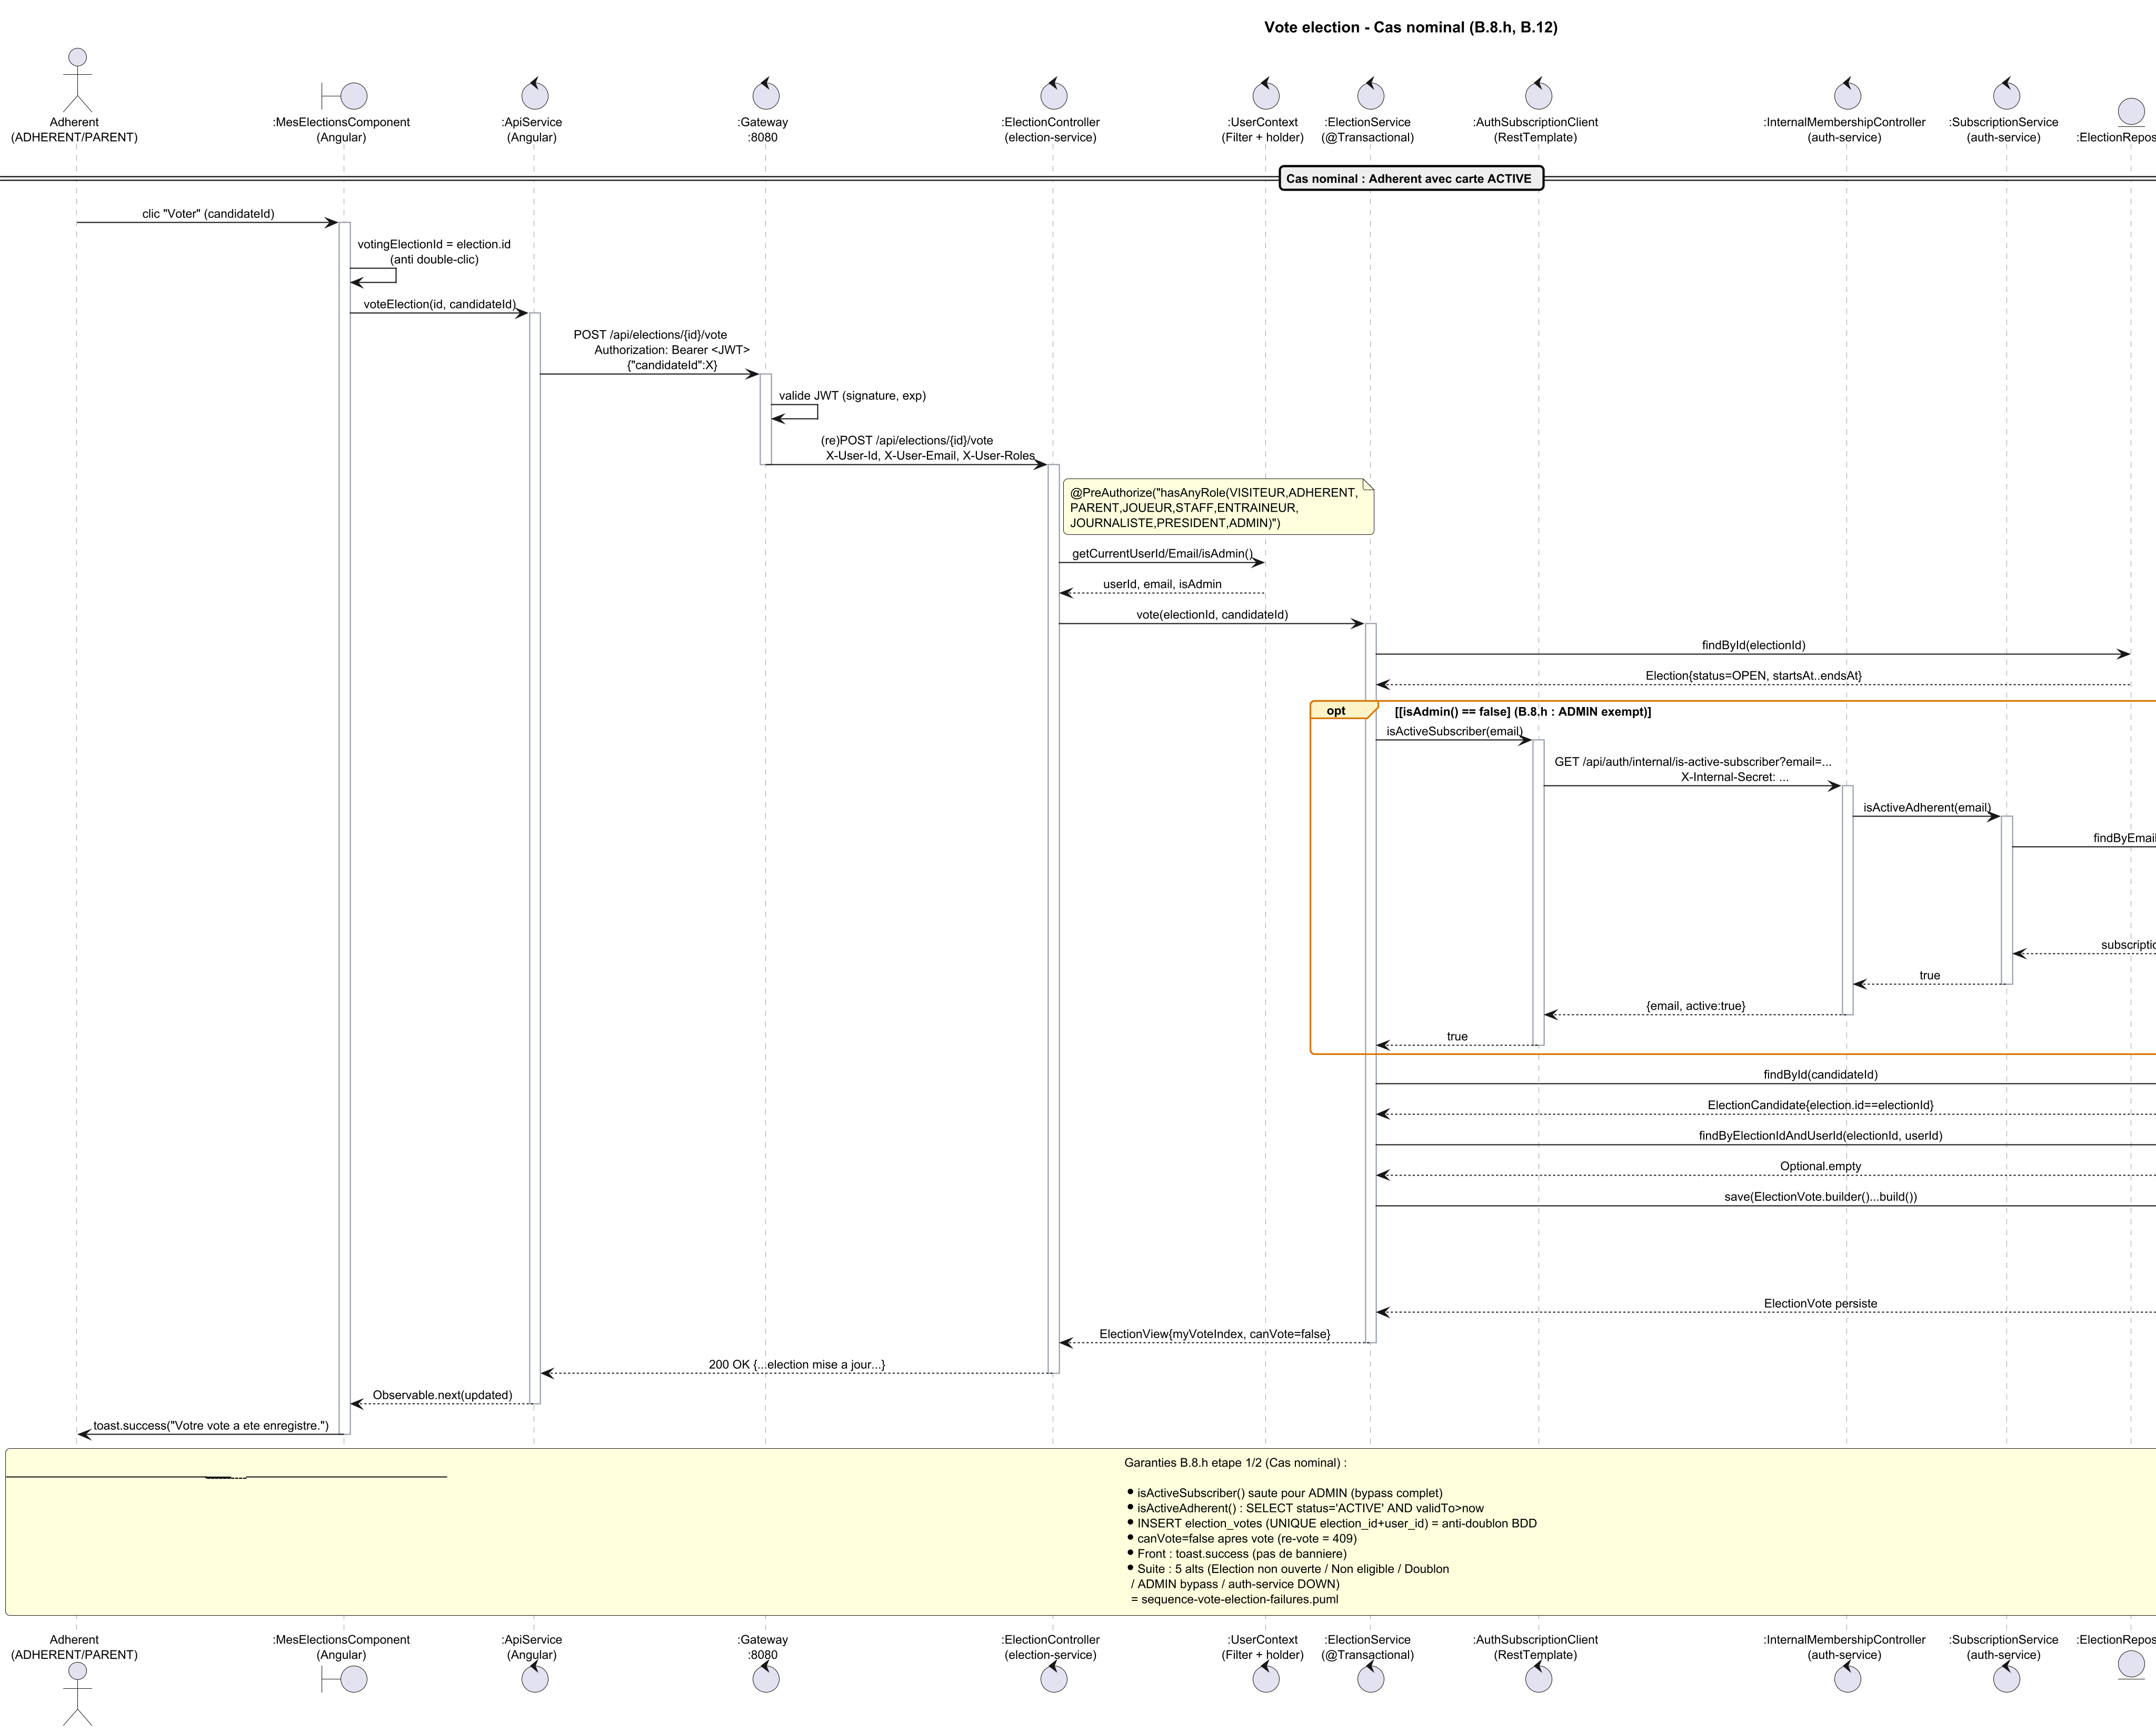 Vote election - Cas nominal (B.8.h, B.12)
Adherent
(ADHERENT/PARENT)
:MesElectionsComponent
(Angular)
:ApiService
(Angular)
:Gateway
:8080
:ElectionController
(election-service)
:UserContext
(Filter + holder)
:ElectionService
(@Transactional)
:AuthSubscriptionClient
(RestTemplate)
:InternalMembershipController
(auth-service)
:SubscriptionService
(auth-service)
:ElectionRepos
Cas nominal : Adherent avec carte ACTIVE
clic "Voter" (candidateId)
votingElectionId = election.id
(anti double-clic)
voteElection(id, candidateId)
POST /api/elections/{id}/vote
Authorization: Bearer <JWT>
{"candidateId":X}
valide JWT (signature, exp)
(re)POST /api/elections/{id}/vote
X-User-Id, X-User-Email, X-User-Roles
@PreAuthorize("hasAnyRole(VISITEUR,ADHERENT,
PARENT,JOUEUR,STAFF,ENTRAINEUR,
JOURNALISTE,PRESIDENT,ADMIN)")
getCurrentUserId/Email/isAdmin()
userId, email, isAdmin
vote(electionId, candidateId)
findById(electionId)
Election{status=OPEN, startsAt..endsAt}
opt
[[isAdmin() == false] (B.8.h : ADMIN exempt)]
isActiveSubscriber(email)
GET /api/auth/internal/is-active-subscriber?email=...
X-Internal-Secret: ...
isActiveAdherent(email)
findByEmail
subscriptio
true
{email, active:true}
true
findById(candidateId)
ElectionCandidate{election.id==electionId}
findByElectionIdAndUserId(electionId, userId)
Optional.empty
save(ElectionVote.builder()...build())
ElectionVote persiste
ElectionView{myVoteIndex, canVote=false}
200 OK {...election mise a jour...}
Observable.next(updated)
toast.success("Votre vote a ete enregistre.")
Garanties B.8.h etape 1/2 (Cas nominal) :
● isActiveSubscriber() saute pour ADMIN (bypass complet)
● isActiveAdherent() : SELECT status='ACTIVE' AND validTo>now
● INSERT election_votes (UNIQUE election_id+user_id) = anti-doublon BDD
● canVote=false apres vote (re-vote = 409)
● Front : toast.success (pas de banniere)
● Suite : 5 alts (Election non ouverte / Non eligible / Doublon
/ ADMIN bypass / auth-service DOWN)
= sequence-vote-election-failures.puml
Adherent
(ADHERENT/PARENT)
:MesElectionsComponent
(Angular)
:ApiService
(Angular)
:Gateway
:8080
:ElectionController
(election-service)
:UserContext
(Filter + holder)
:ElectionService
(@Transactional)
:AuthSubscriptionClient
(RestTemplate)
:InternalMembershipController
(auth-service)
:SubscriptionService
(auth-service)
:ElectionRepos